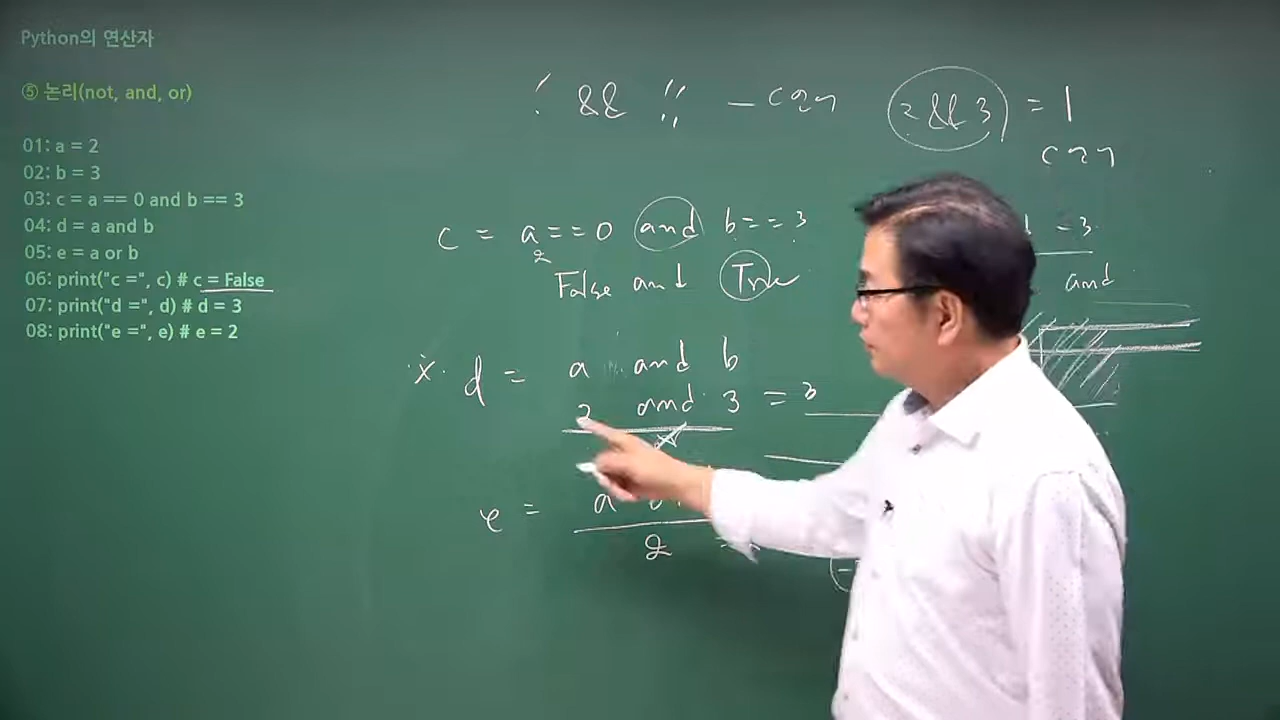 Python의 연산자
⑤ 논리(not, and, or)
01: a = 2
02: b = 3
03: c = a == 0 and b == 3
04: d = a and b
05: e = a or b
06: print("c =", c) # c = False
07: print("d =", d) # d = 3
08: print("e =", e) # e = 2
! && !! – C언어 2 && 3 = 1
C언어
c = a == 0 and b == 3
2
False and True
= 3
and
d = a and b
2 and 3 = 3
e = a
2